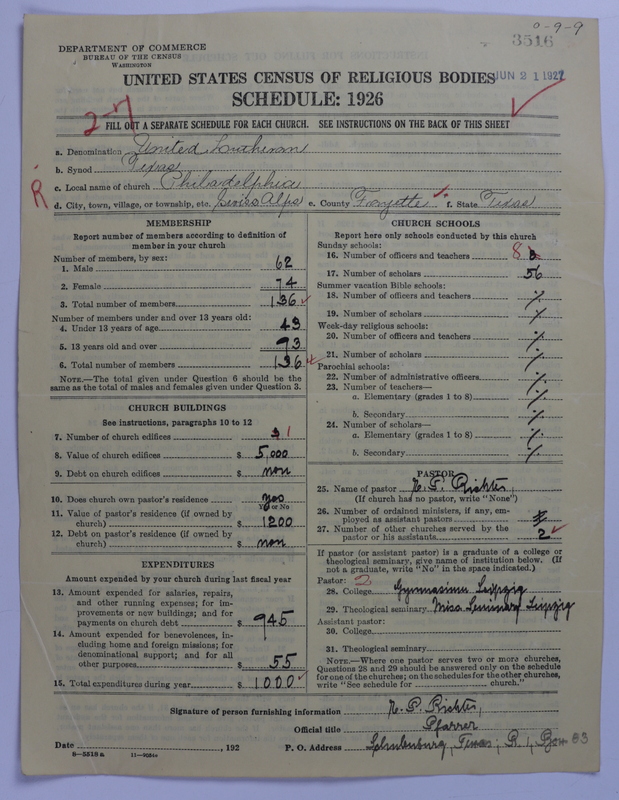 0-9-9
3516
DEPARTMENT OF COMMERCE
BUREAU OF THE CENSUS
WASHINGTON
UNITED STATES CENSUS OF RELIGIOUS BODIES
JUN 21 1927
SCHEDULE: 1926
2-7
FILL OUT A SEPARATE SCHEDULE FOR EACH CHURCH. SEE INSTRUCTIONS ON THE BACK OF THIS SHEET
a. Denomination United Lutheran
b. Synod Texas
R
c. Local name of church Philadelphia
d. City, town, village, or township, etc. Swiss Alps e. County Fayette f. State Texas
MEMBERSHIP
Report number of members according to definition of
member in your church
Number of members, by sex:
1. Male 62
2. Female 74
3. Total number of members 136
Number of members under and over 13 years old:
4. Under 13 years of age 43
5. 13 years old and over 93
6. Total number of members 136
NOTE.—The total given under Question 6 should be the
same as the total of males and females given under Question 3.
CHURCH BUILDINGS
See instructions, paragraphs 10 to 12
7. Number of church edifices 1
8. Value of church edifices $ 5,000
9. Debt on church edifices $ non
10. Does church own pastor's residence yes
Yes or No
11. Value of pastor's residence (if owned by
church) $ 1200
12. Debt on pastor's residence (if owned by
church) $ non
EXPENDITURES
Amount expended by your church during last fiscal year
13. Amount expended for salaries, repairs,
and other running expenses; for im-
provements or new buildings; and for
payments on church debt $ 945
14. Amount expended for benevolences, in-
cluding home and foreign missions; for
denominational support; and for all
other purposes $ 55
15. Total expenditures during year $ 1000
CHURCH SCHOOLS
Report here only schools conducted by this church
Sunday schools:
16. Number of officers and teachers 8
17. Number of scholars 56
Summer vacation Bible schools:
18. Number of officers and teachers %
19. Number of scholars %
Week-day religious schools:
20. Number of officers and teachers %
21. Number of scholars %
Parochial schools:
22. Number of administrative officers %
23. Number of teachers—
a. Elementary (grades 1 to 8) %
b. Secondary %
24. Number of scholars—
a. Elementary (grades 1 to 8) %
b. Secondary %
PASTOR
25. Name of pastor N. P. Richter,
(If church has no pastor, write "None")
26. Number of ordained ministers, if any, em-
ployed as assistant pastors
27. Number of other churches served by the
pastor or his assistants 2
If pastor (or assistant pastor) is a graduate of a college or
theological seminary, give name of institution below. (If
not a graduate, write "No" in the space indicated.)
Pastor: 2
28. College Gymnasium Leipzig
29. Theological seminary Miss. Seminary Leipzig
Assistant pastor:
30. College
31. Theological seminary
NOTE.—Where one pastor serves two or more churches,
Questions 28 and 29 should be answered only on the schedule
for one of the churches; on the schedules for the other churches,
write "See schedule for church."
Signature of person furnishing information N. P. Richter,
Official title Pfarrer
Date , 192 P. O. Address Schulenburg, Texas; R. 1, Box 83
8—5518a 11—9051a